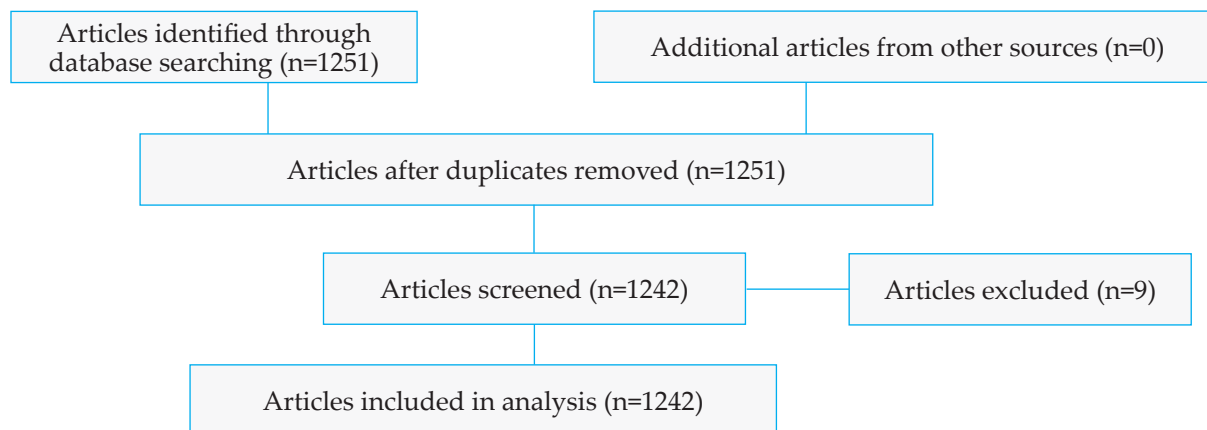 Articles identified through
database searching (n=1251)
Additional articles from other sources (n=0)
Articles after duplicates removed (n=1251)
Articles screened (n=1242)
Articles excluded (n=9)
Articles included in analysis (n=1242)